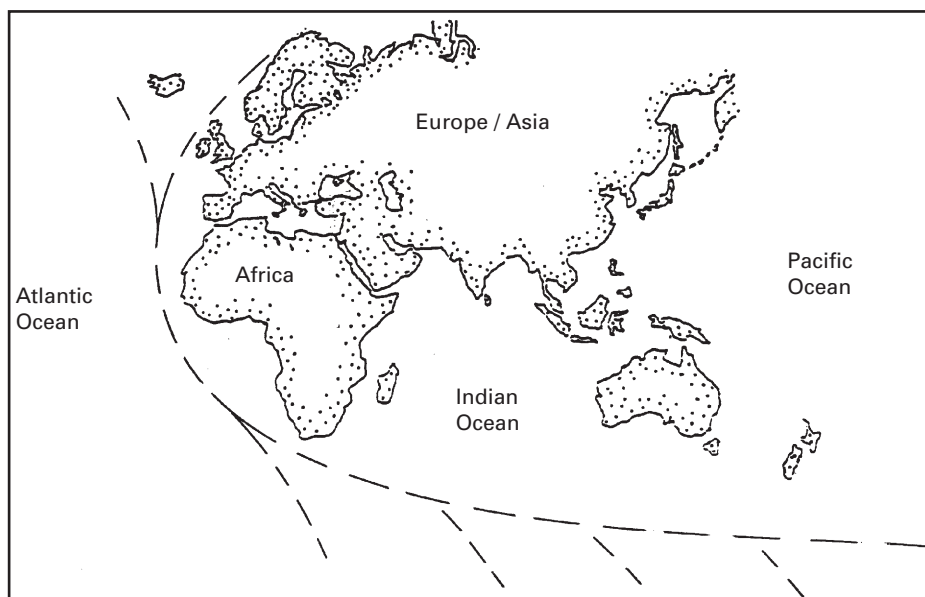 Europe / Asia
Africa
Pacific
Ocean
Atlantic
Ocean
Indian
Ocean